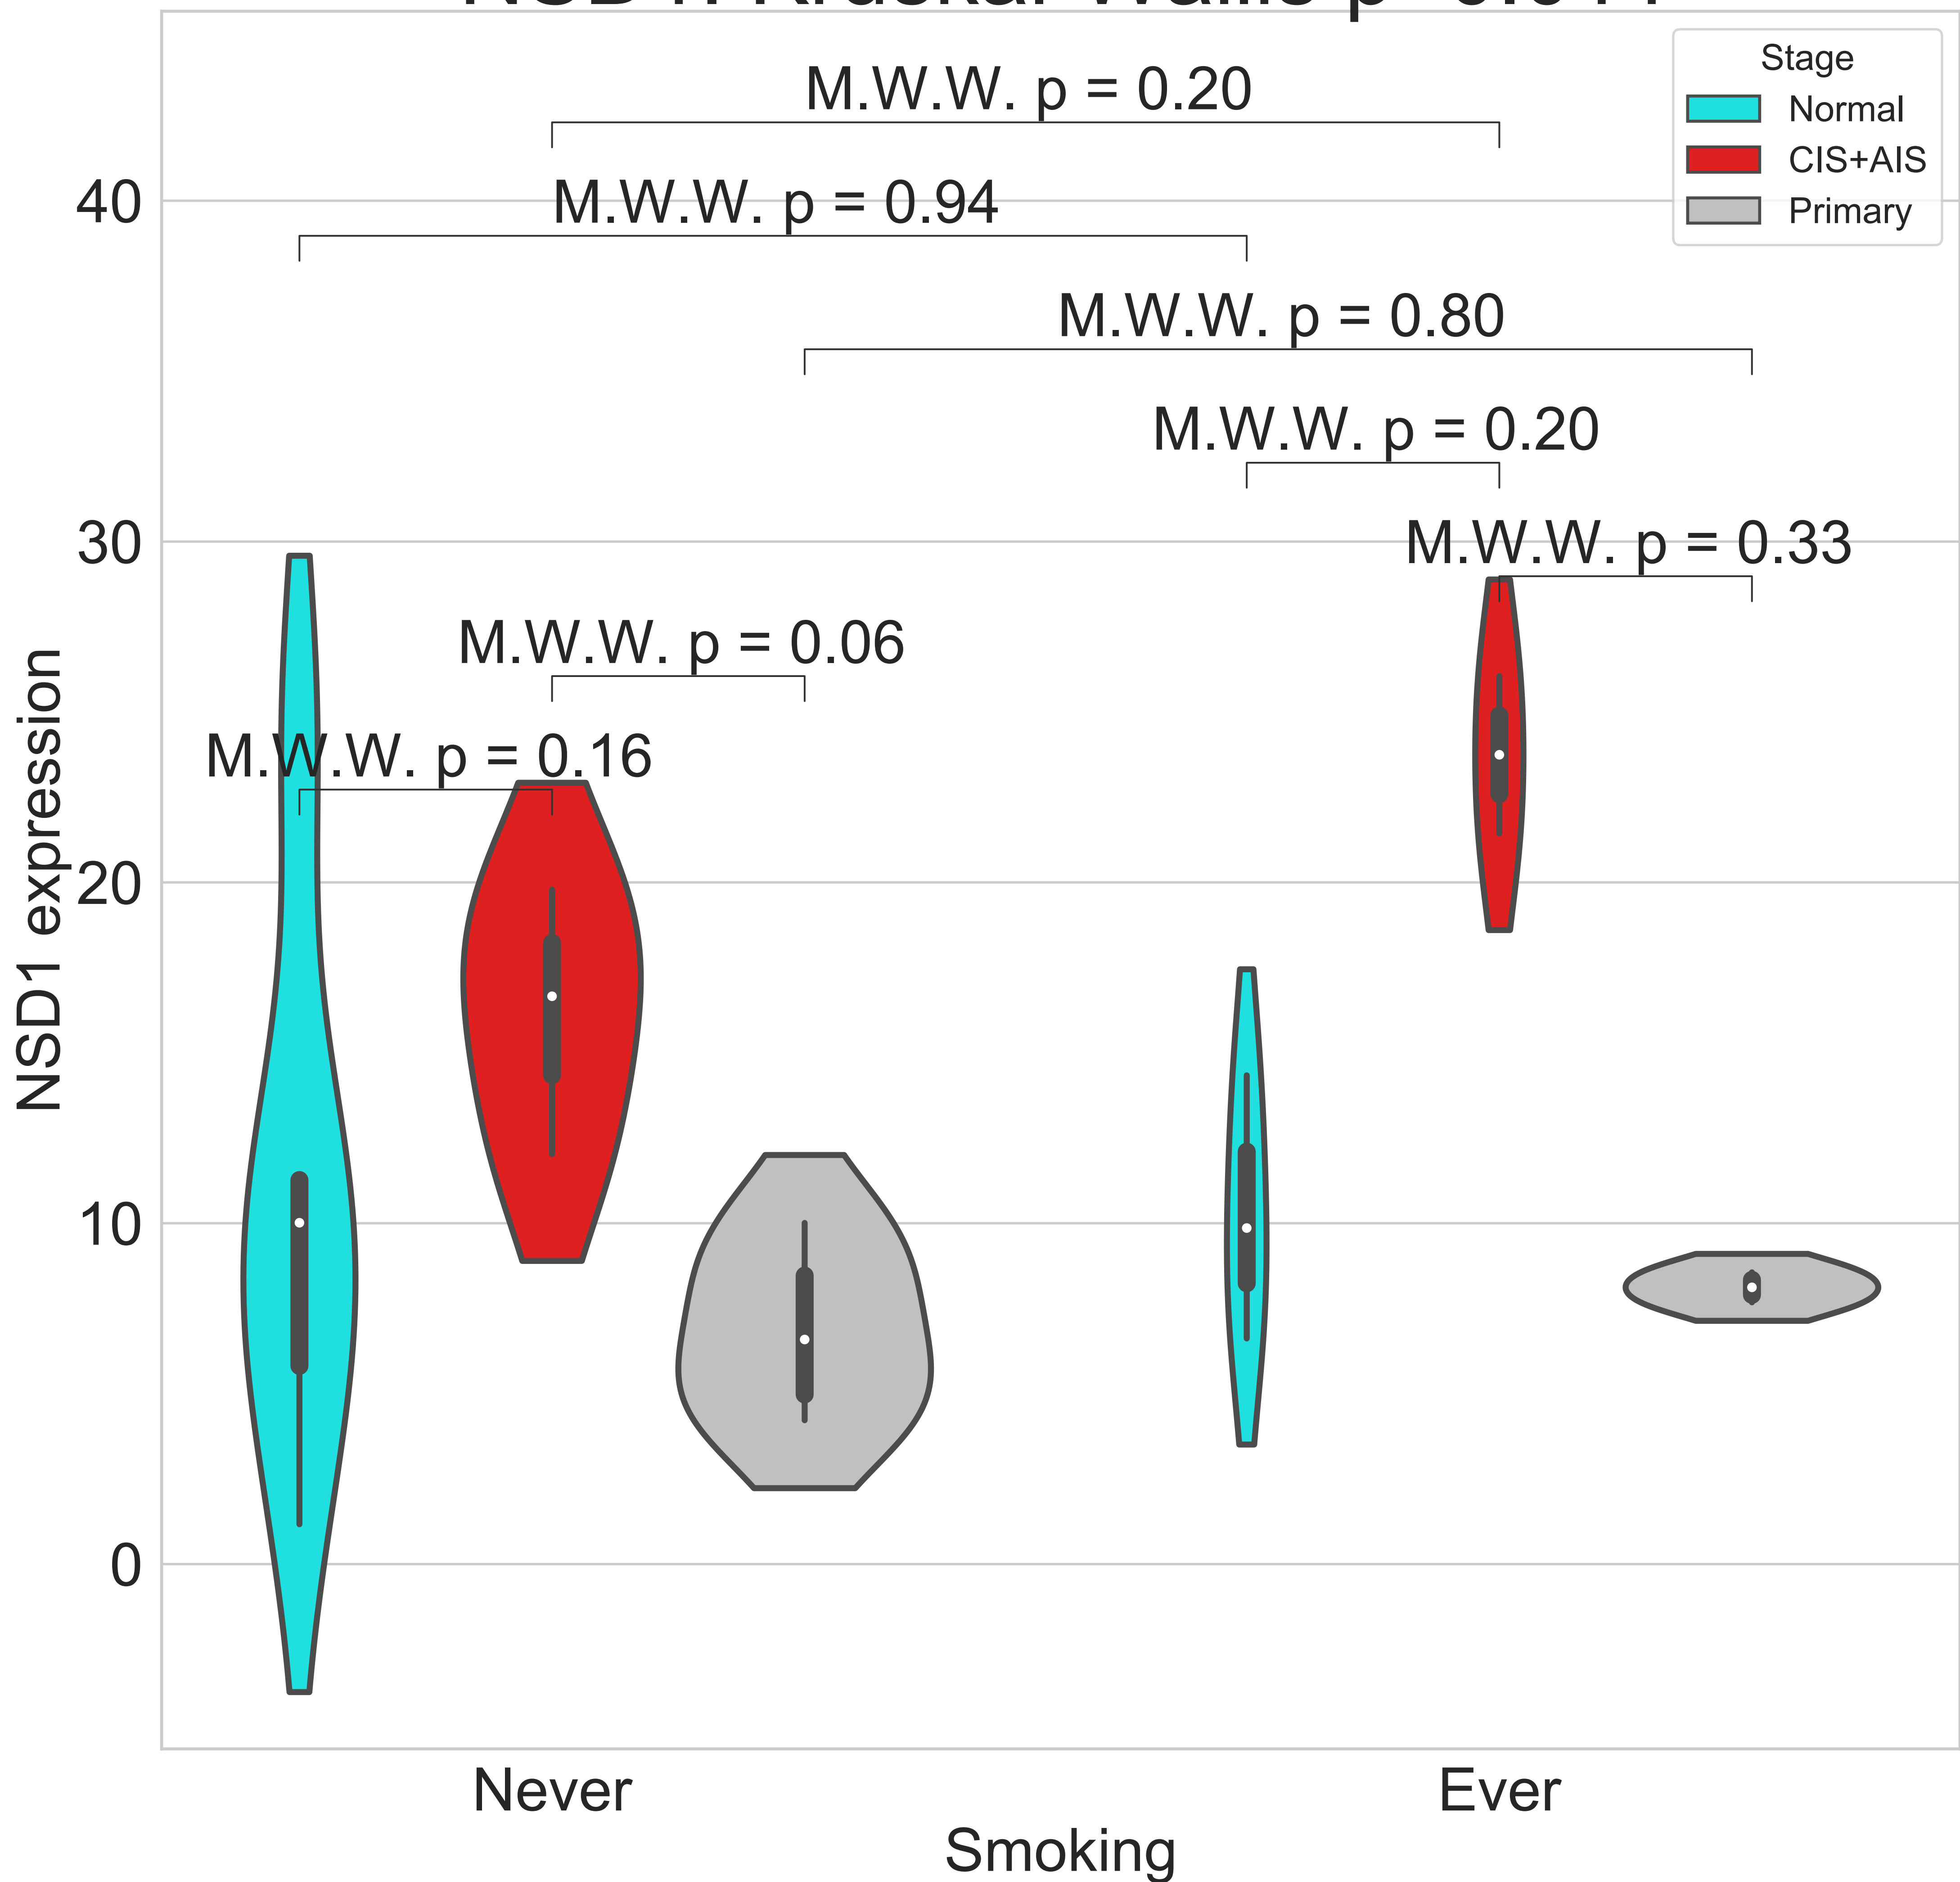 M.W.W. p = 0.20
M.W.W. p = 0.94
M.W.W. p = 0.80
M.W.W. p = 0.20
M.W.W. p = 0.33
M.W.W. p = 0.06
M.W.W. p = 0.16
Stage
Normal
CIS+AIS
Primary
40
30
20
10
0
NSD1 expression
Never
Ever
Smoking